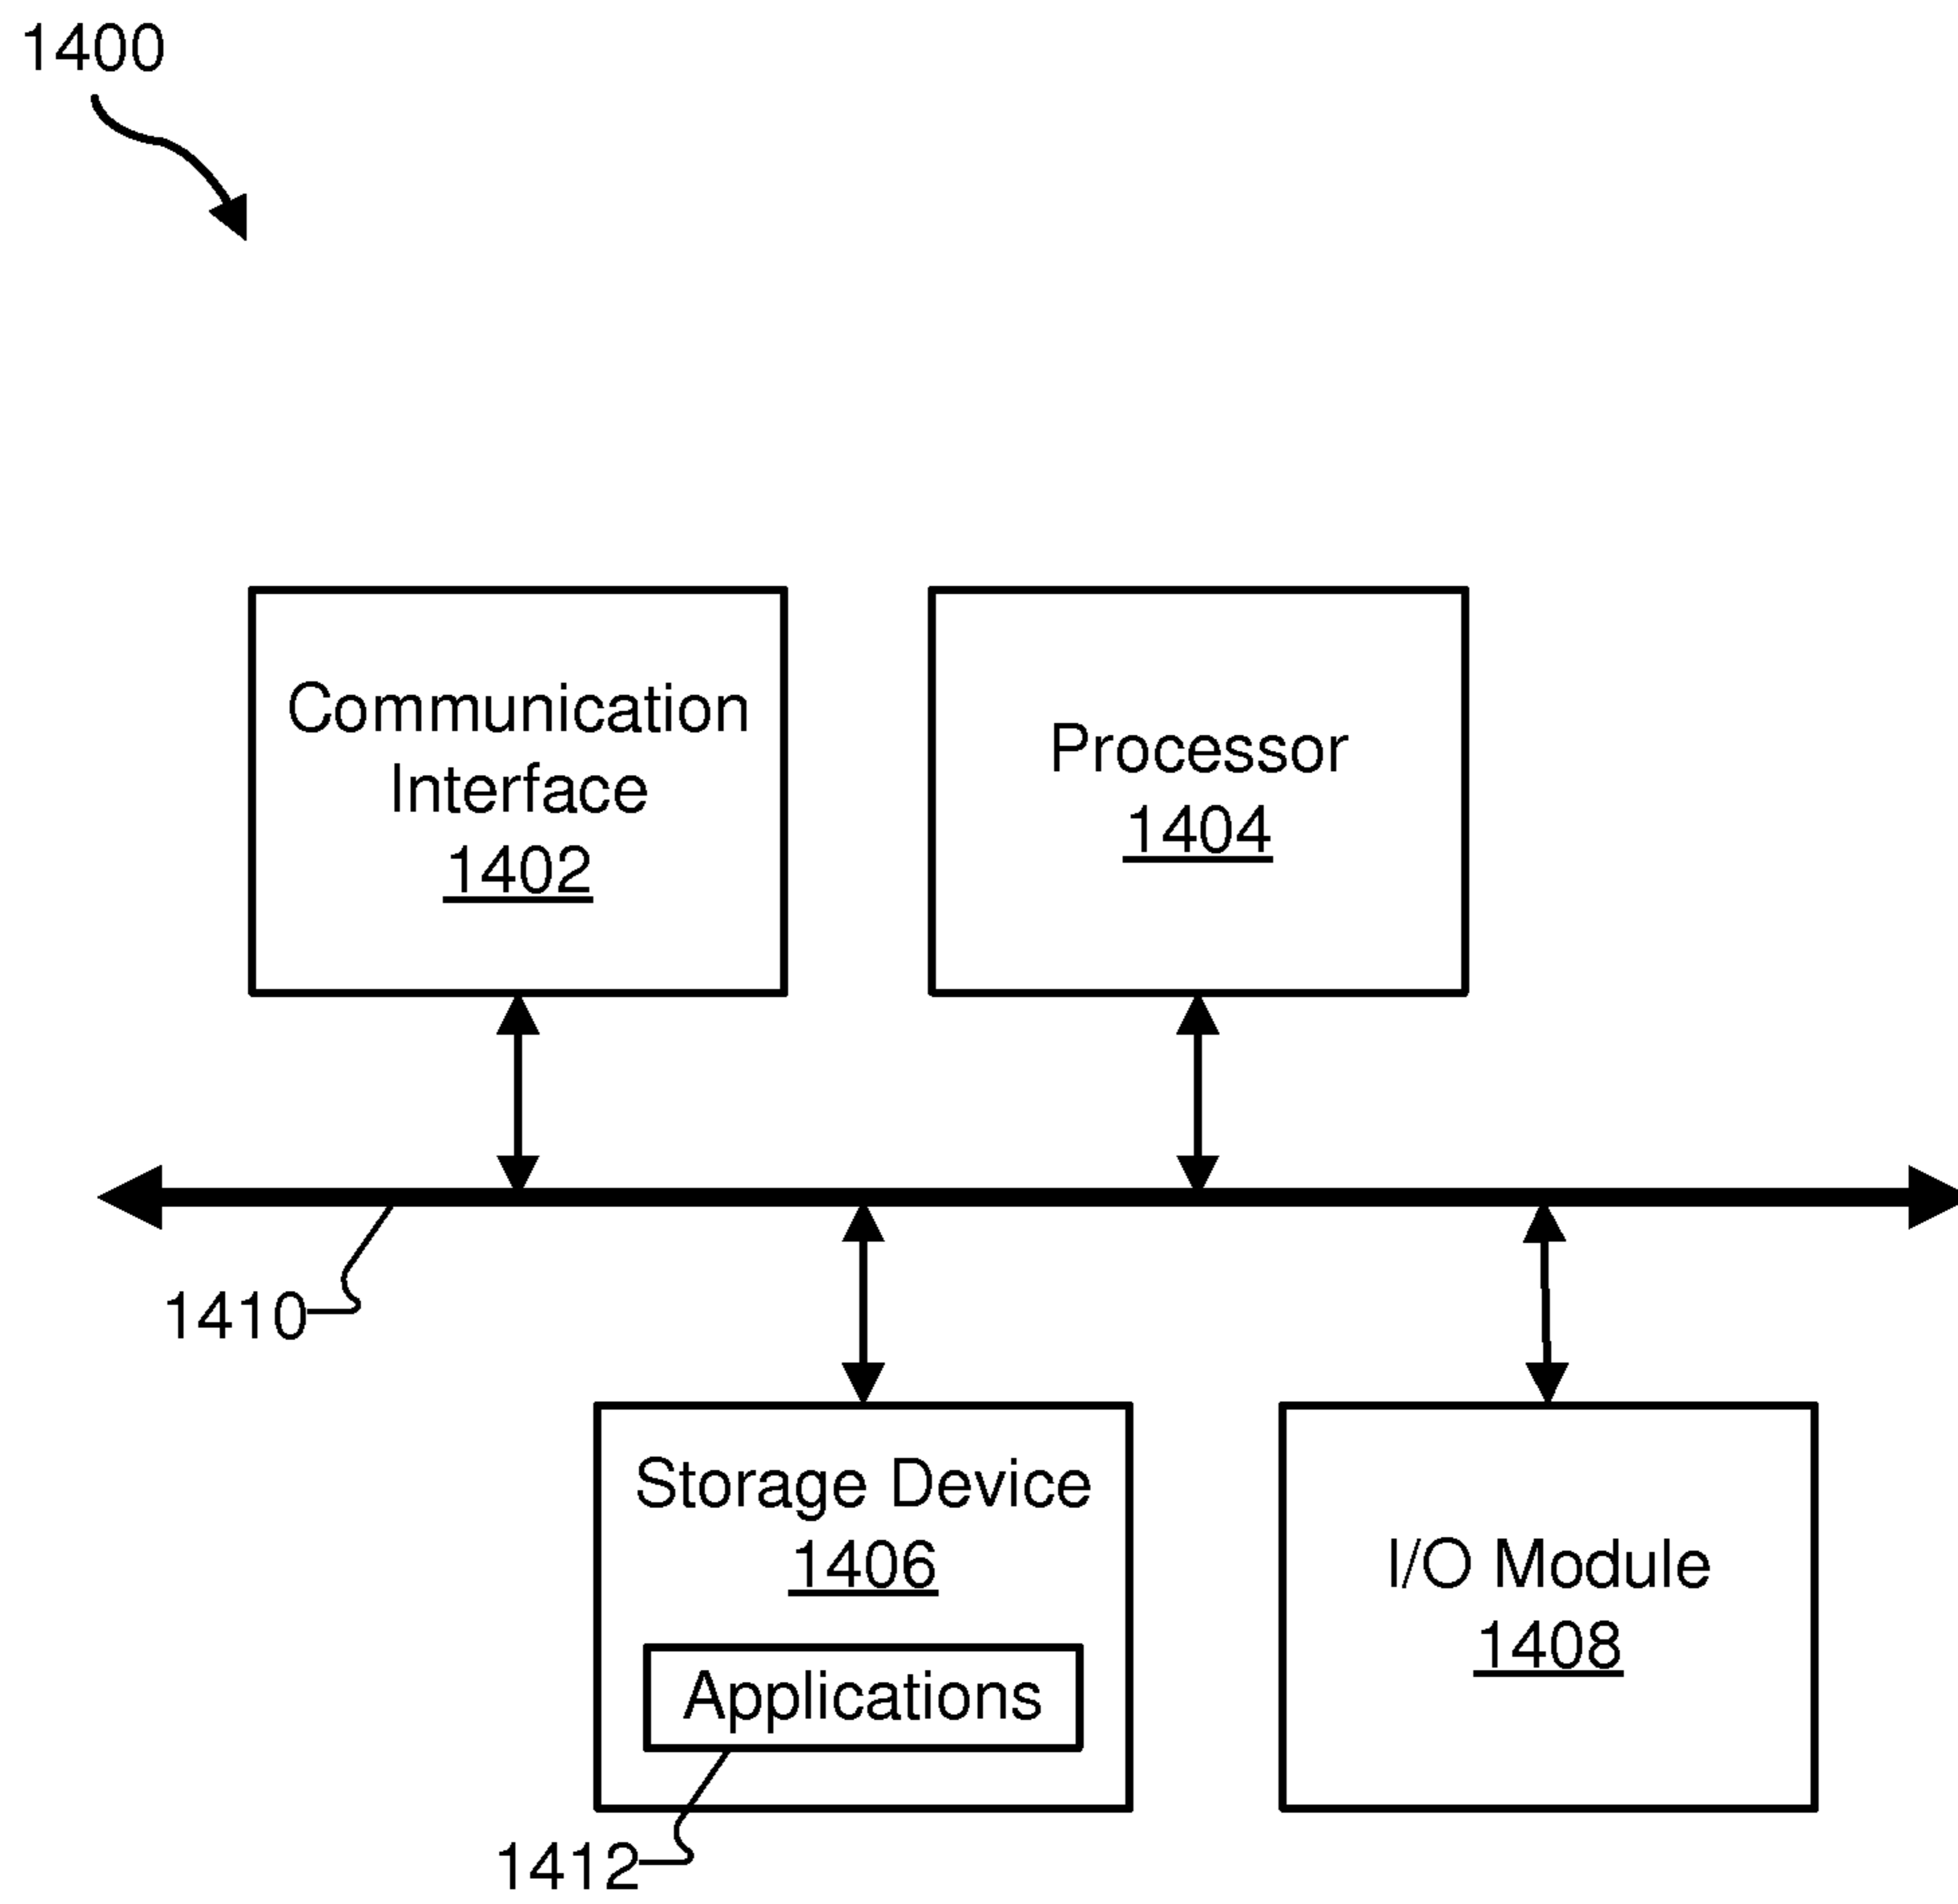 1400
Communication
Interface
1402
Processor
1404
1410
Storage Device
1406
Applications
1412
I/O Module
1408